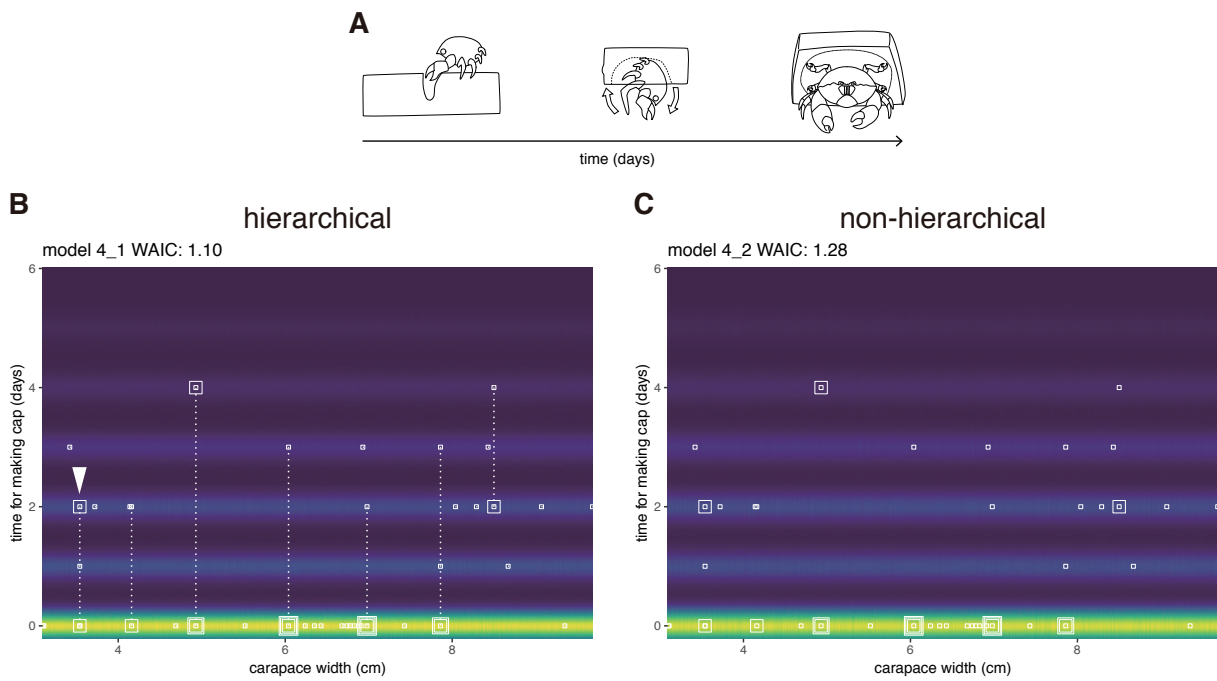 A
time (days)
B
hierarchical
model 4_1 WAIC: 1.10
6
4
2
0
time for making cap (days)
4
6
8
carapace width (cm)
C
non-hierarchical
model 4_2 WAIC: 1.28
6
4
2
0
time for making cap (days)
4
6
8
carapace width (cm)